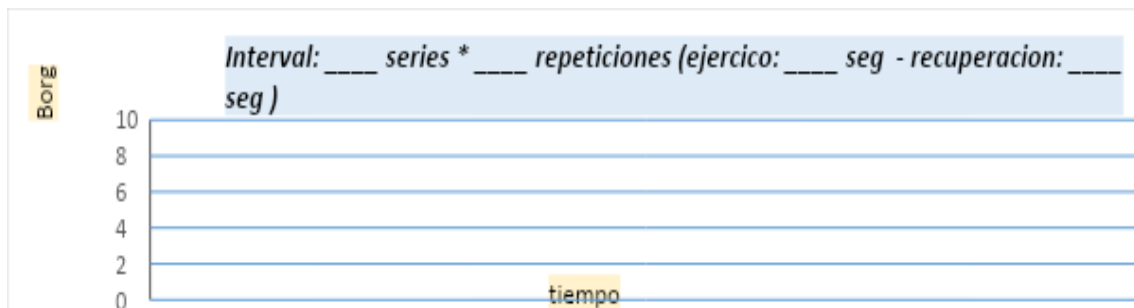 Interval: ____ series * ____ repeticiones (ejercico: ____ seg - recuperacion: ____
seg )
Borg
10
8
6
4
2
0
tiempo